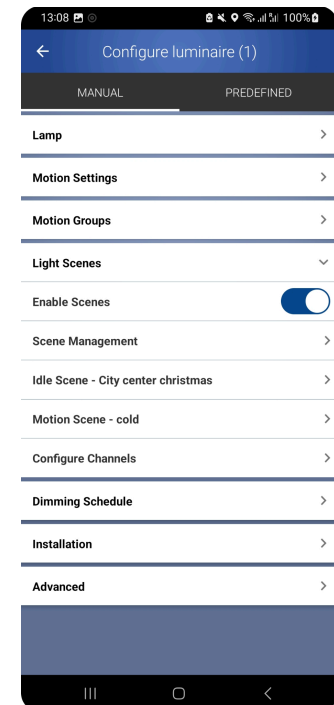 13:08 100%
Configure luminaire (1)
MANUAL PREDEFINED
Lamp
Motion Settings
Motion Groups
Light Scenes
Enable Scenes
Scene Management
Idle Scene - City center christmas
Motion Scene - cold
Configure Channels
Dimming Schedule
Installation
Advanced